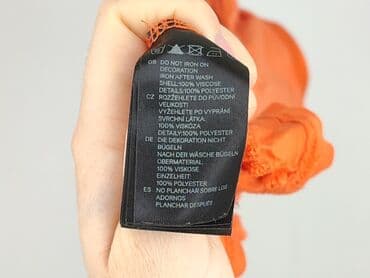 GB DO NOT IRON ON
DECORATION
IRON AFTER WASH
SHELL:100% VISCOSE
DETAILS:100% POLYESTER
CZ ROZŽEHLETE DO PŮVODNÍ
VELIKOSTI
VYŽEHLETE PO VYPRÁNÍ
SVRCHNÍ LÁTKA:
100% VISKÓZA
DETAILY:100% POLYESTER
DE DIE DEKORATION NICHT
BÜGELN
NACH DER WÄSCHE BÜGELN
OBERMATERIAL:
100% VISKOSE
EINZELHEIT:
100% POLYESTER
ES NO PLANCHAR SOBRE LOS
ADORNOS
PLANCHAR DESPUÉS